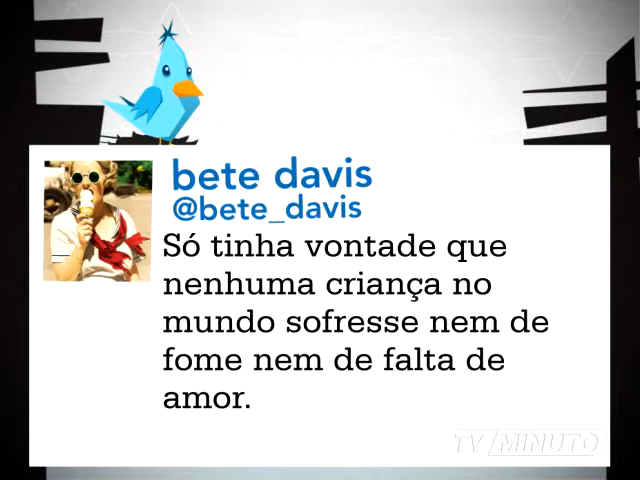 bete davis
@bete_davis
Só tinha vontade que
nenhuma criança no
mundo sofresse nem de
fome nem de falta de
amor.
TV MINUTO